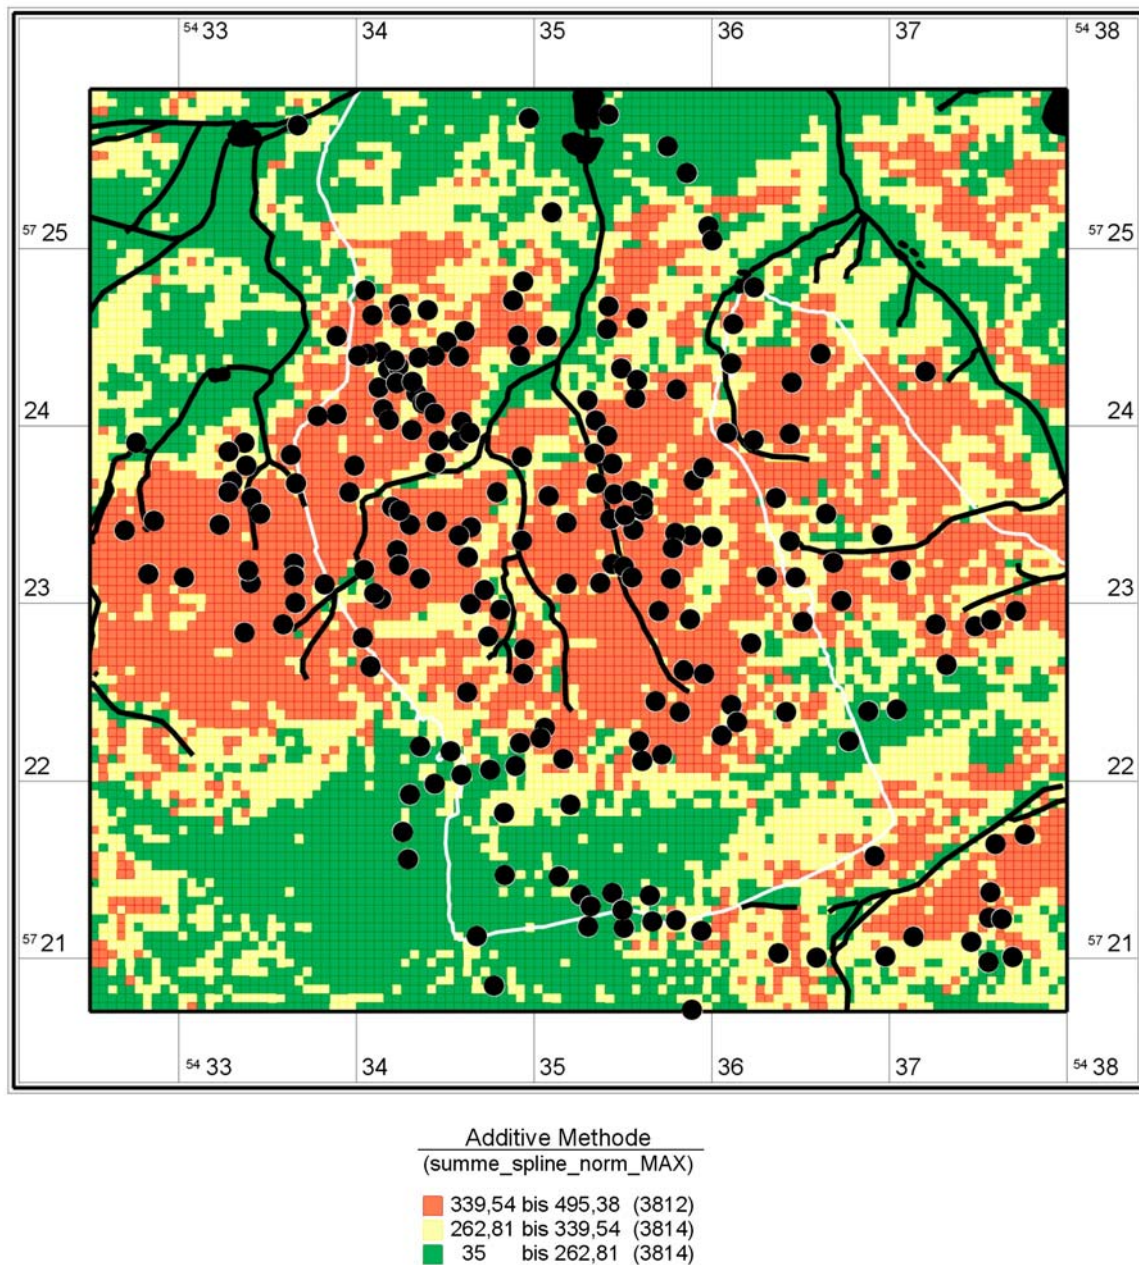 54 33 34 35 36 37 54 38
57 25 57 25
24 24
23 23
22 22
57 21 57 21
54 33 34 35 36 37 54 38
Additive Methode
(summe_spline_norm_MAX)
339,54 bis 495,38 (3812)
262,81 bis 339,54 (3814)
35 bis 262,81 (3814)